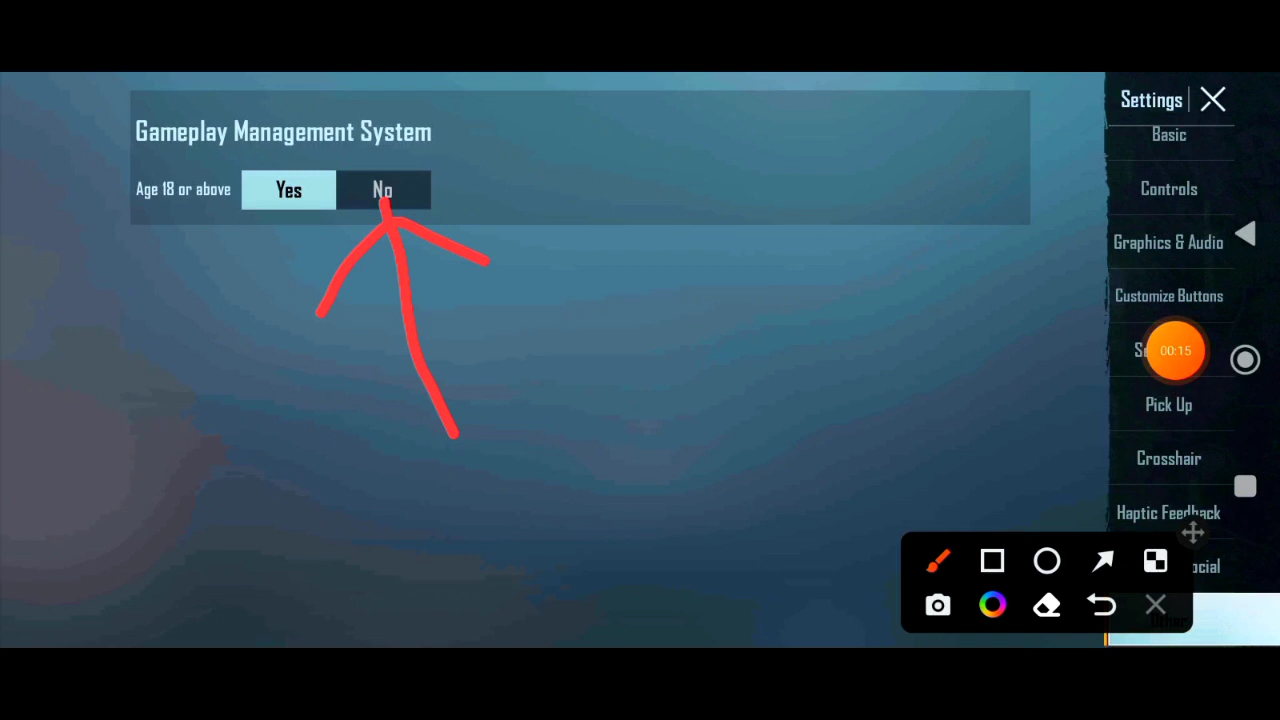 Settings
Gameplay Management System
Age 18 or above Yes No
Basic
Controls
Graphics & Audio
Customize Buttons
00:15
Pick Up
Crosshair
Haptic Feedback
Other